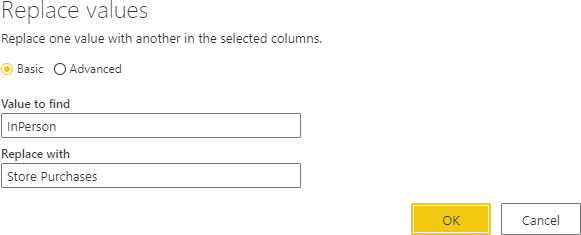 Replace values
Replace one value with another in the selected columns.
Basic Advanced
Value to find
InPerson
Replace with
Store Purchases
OK Cancel